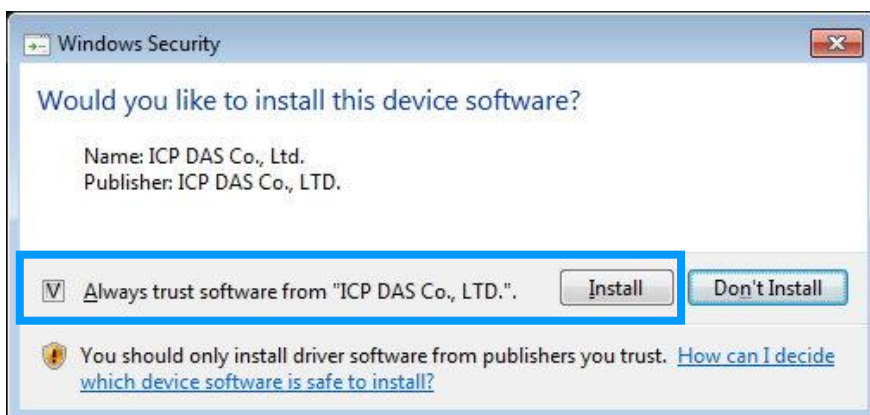 Windows Security
Would you like to install this device software?
Name: ICP DAS Co., Ltd.
Publisher: ICP DAS Co., LTD.
V Always trust software from "ICP DAS Co., LTD.". Install Don't Install
You should only install driver software from publishers you trust. How can I decide
which device software is safe to install?